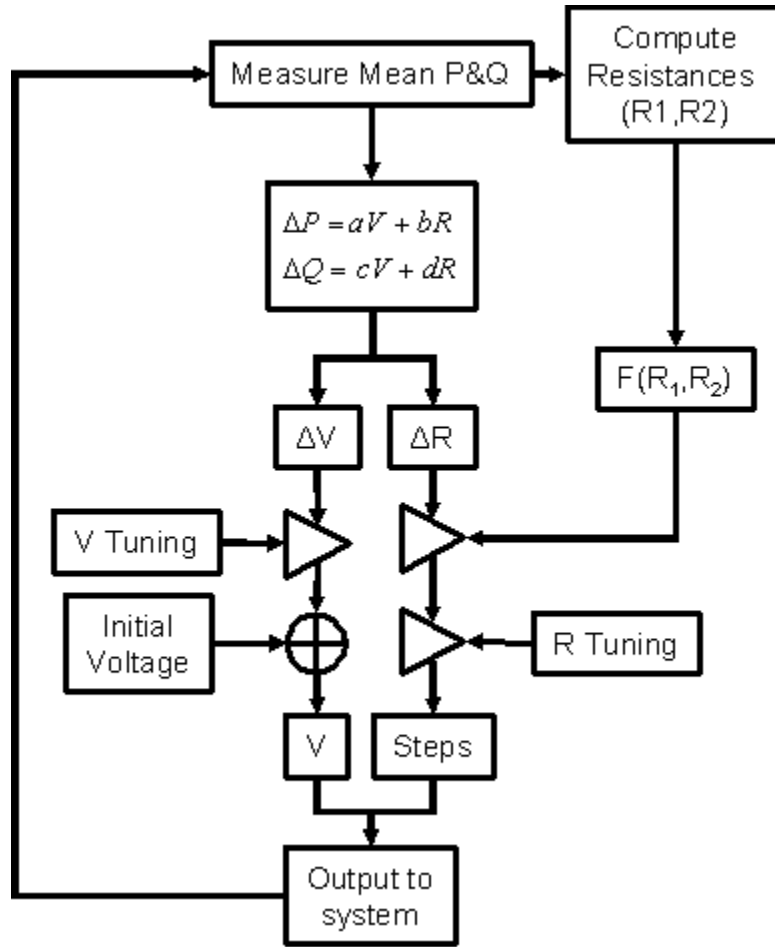 Measure Mean P&Q
Compute
Resistances
(R1,R2)
ΔP = aV + bR
ΔQ = cV + dR
F(R₁,R₂)
ΔV
ΔR
V Tuning
Initial
Voltage
R Tuning
V
Steps
Output to
system